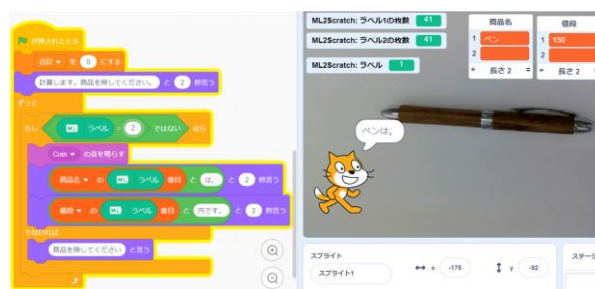 が押されたとき
合計 を 0 にする
計算します。商品を映してください。 と 2 秒言う
ずっと
もし ML ラベル = 2 ではない なら
Com の音を鳴らす
商品名 の ML ラベル 番目 と は、 と 2 秒言う
値段 の ML ラベル 番目 と 円です。 と 2 秒言う
でなければ
商品を映してください と言う
ML2Scratch: ラベル1の枚数 41
ML2Scratch: ラベル2の枚数 41
ML2Scratch: ラベル 1
商品名
1 ペン
2
+ 長さ 2 =
値段
1 150
2
+ 長さ 2
ペンは、
スプライト
スプライト1
x -176
y -92
ステージ